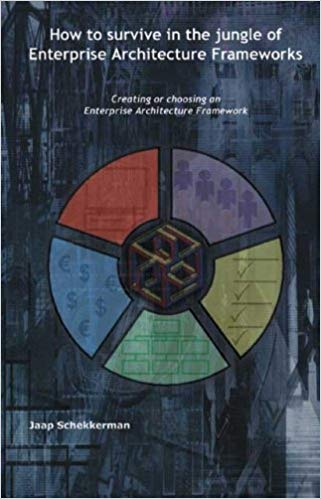 How to survive in the jungle of
Enterprise Architecture Frameworks
Creating or choosing an
Enterprise Architecture Framework
€ $
$ €
€ $
Jaap Schekkerman